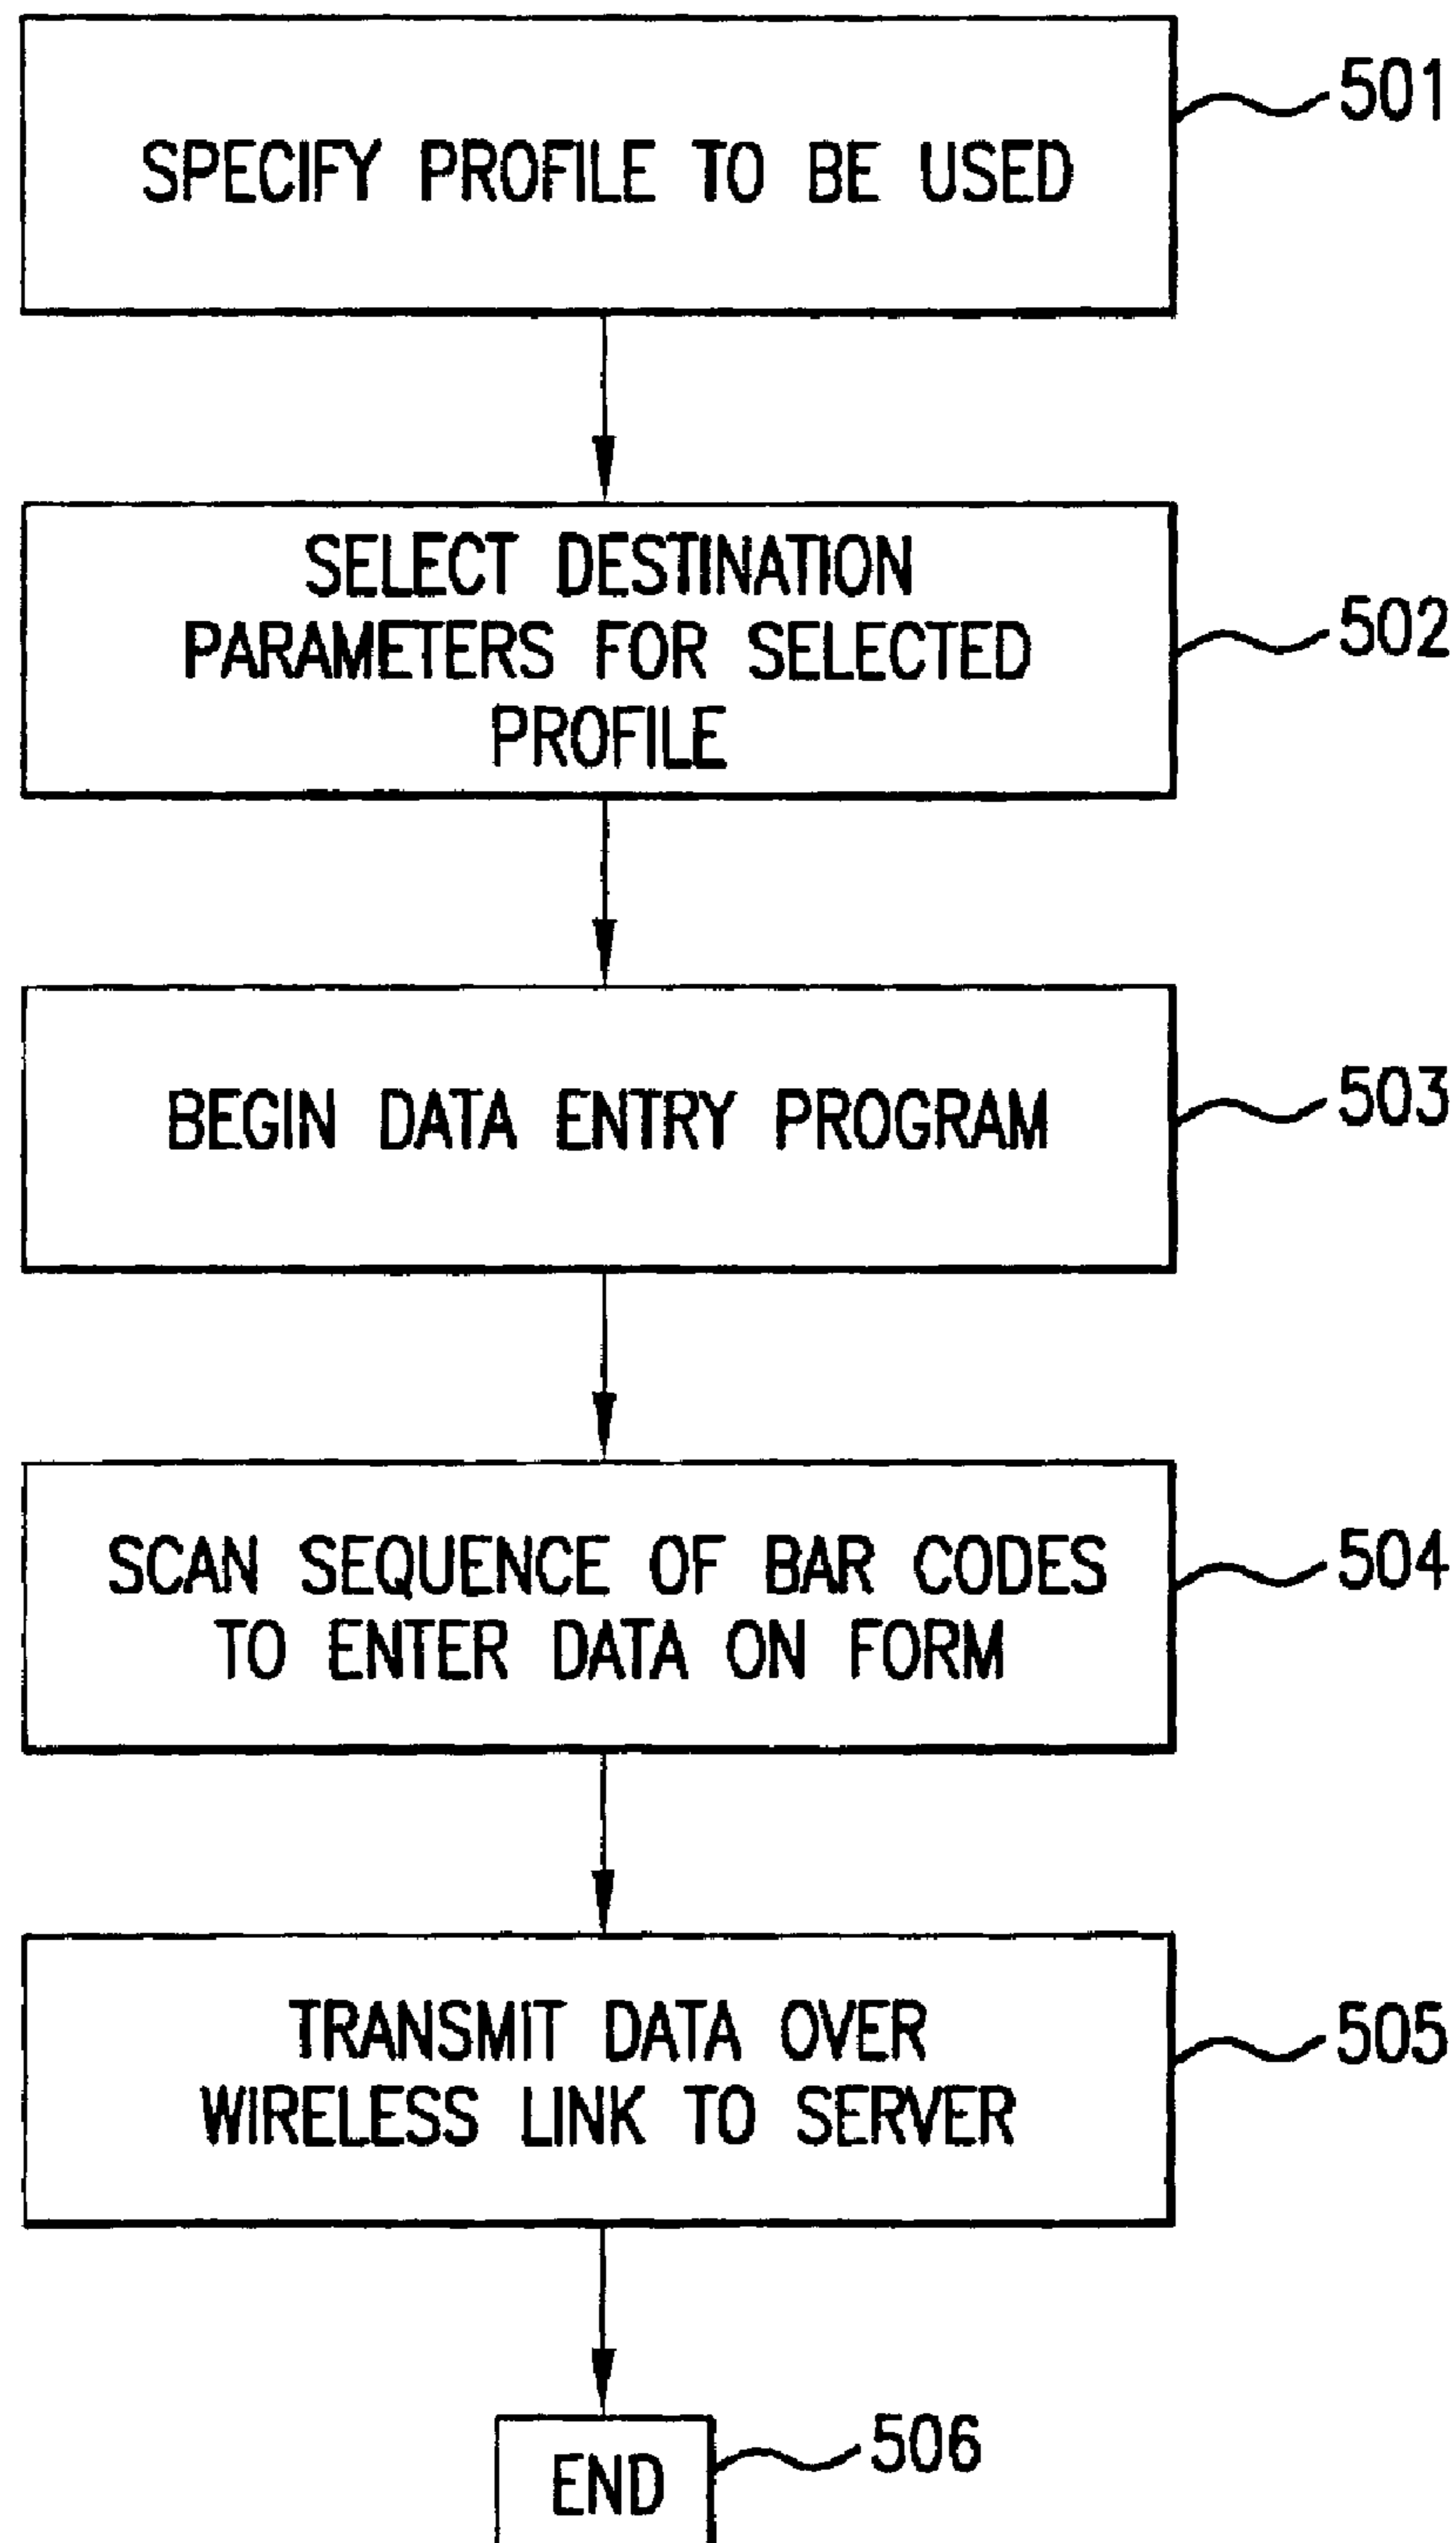 501
SPECIFY PROFILE TO BE USED
SELECT DESTINATION
PARAMETERS FOR SELECTED
PROFILE
502
BEGIN DATA ENTRY PROGRAM
503
SCAN SEQUENCE OF BAR CODES
TO ENTER DATA ON FORM
504
TRANSMIT DATA OVER
WIRELESS LINK TO SERVER
505
END
506